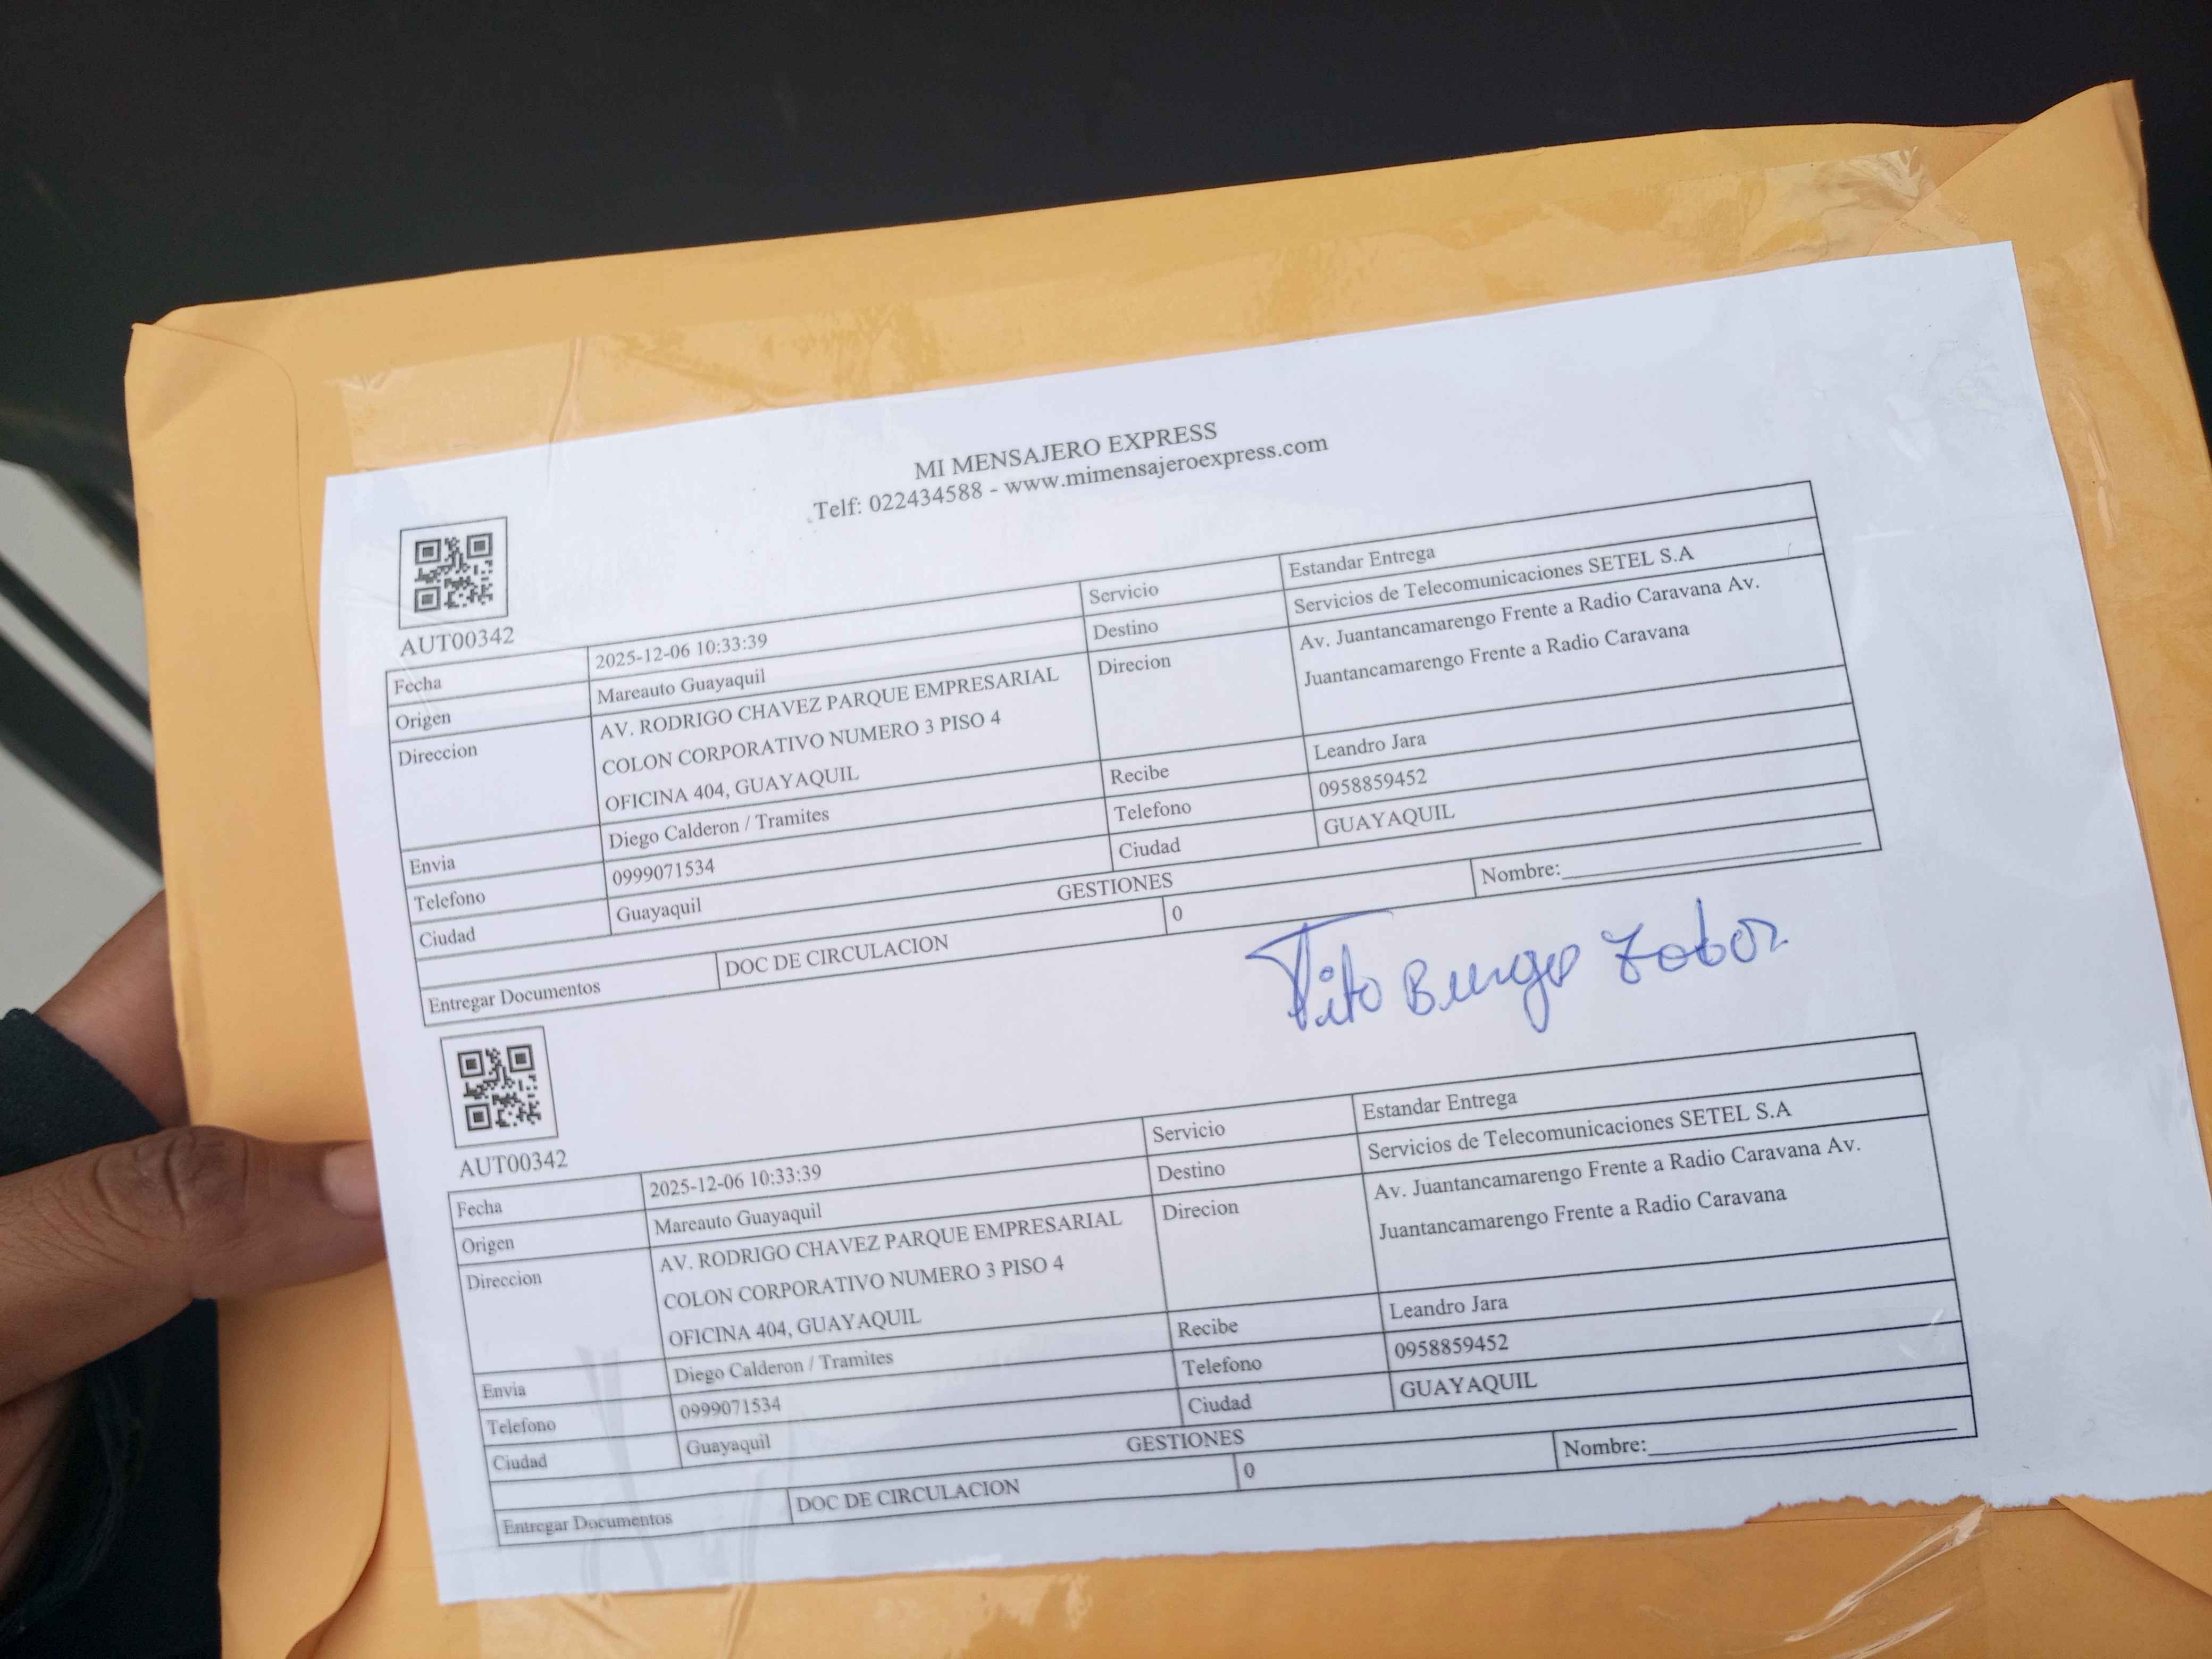 MI MENSAJERO EXPRESS
Telf: 022434588 - www.mimensajeroexpress.com
AUT00342
Fecha 2025-12-06 10:33:39 Servicio Estandar Entrega
Origen Mareauto Guayaquil Destino Servicios de Telecomunicaciones SETEL S.A
Direccion AV. RODRIGO CHAVEZ PARQUE EMPRESARIAL Direcion Av. Juantancamarengo Frente a Radio Caravana Av.
COLON CORPORATIVO NUMERO 3 PISO 4 Juantancamarengo Frente a Radio Caravana
OFICINA 404, GUAYAQUIL
Envia Diego Calderon / Tramites Recibe Leandro Jara
Telefono 0999071534 Telefono 0958859452
Ciudad Guayaquil Ciudad GUAYAQUIL
GESTIONES
Entregar Documentos DOC DE CIRCULACION 0 Nombre:
Tito Burgo
AUT00342
Fecha 2025-12-06 10:33:39 Servicio Estandar Entrega
Origen Mareauto Guayaquil Destino Servicios de Telecomunicaciones SETEL S.A
Direccion AV. RODRIGO CHAVEZ PARQUE EMPRESARIAL Direcion Av. Juantancamarengo Frente a Radio Caravana Av.
COLON CORPORATIVO NUMERO 3 PISO 4 Juantancamarengo Frente a Radio Caravana
OFICINA 404, GUAYAQUIL
Envia Diego Calderon / Tramites Recibe Leandro Jara
Telefono 0999071534 Telefono 0958859452
Ciudad Guayaquil Ciudad GUAYAQUIL
GESTIONES
Entregar Documentos DOC DE CIRCULACION 0 Nombre: